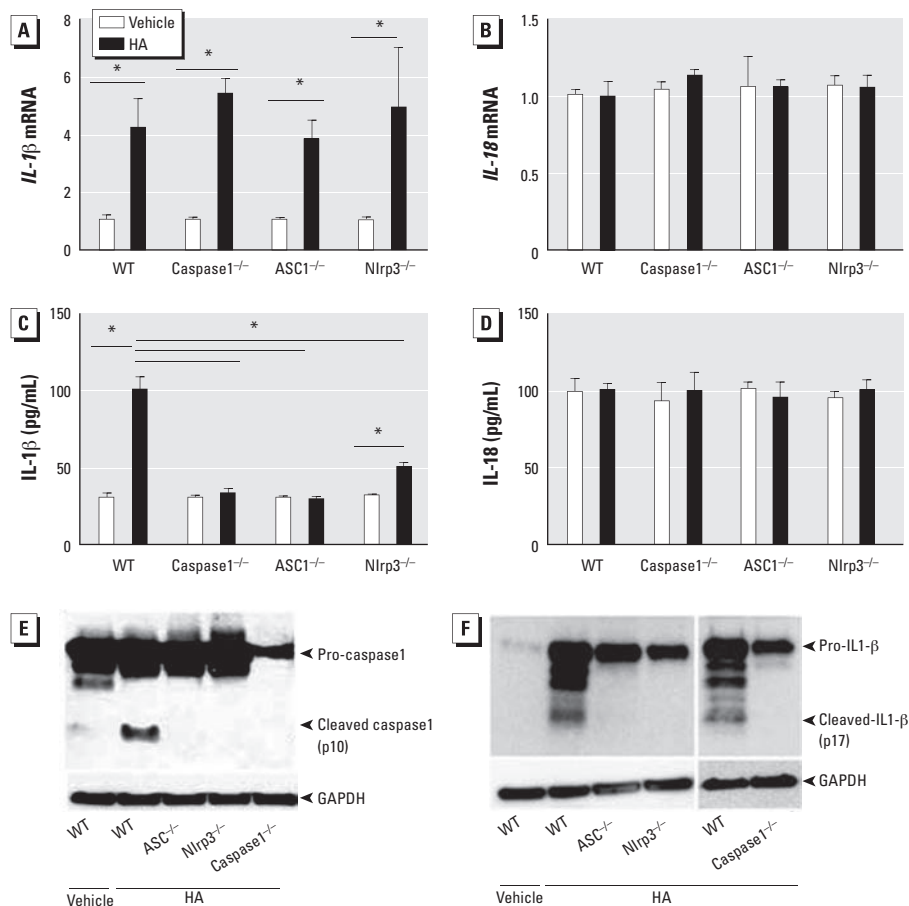 A
Vehicle
HA
IL-1β mRNA
8
6
4
2
0
*
*
*
*
WT
Caspase1–/–
ASC1–/–
Nlrp3–/–
B
IL-18 mRNA
1.5
1.0
0.5
0
WT
Caspase1–/–
ASC1–/–
Nlrp3–/–
C
IL-1β (pg/mL)
150
100
50
0
*
*
*
WT
Caspase1–/–
ASC1–/–
Nlrp3–/–
D
IL-18 (pg/mL)
150
100
50
0
WT
Caspase1–/–
ASC1–/–
Nlrp3–/–
E
Pro-caspase1
Cleaved caspase1
(p10)
GAPDH
WT
WT
ASC–/–
Nlrp3–/–
Caspase1–/–
Vehicle
HA
F
Pro-IL1-β
Cleaved-IL1-β
(p17)
GAPDH
WT
WT
ASC–/–
Nlrp3–/–
WT
Caspase1–/–
Vehicle
HA